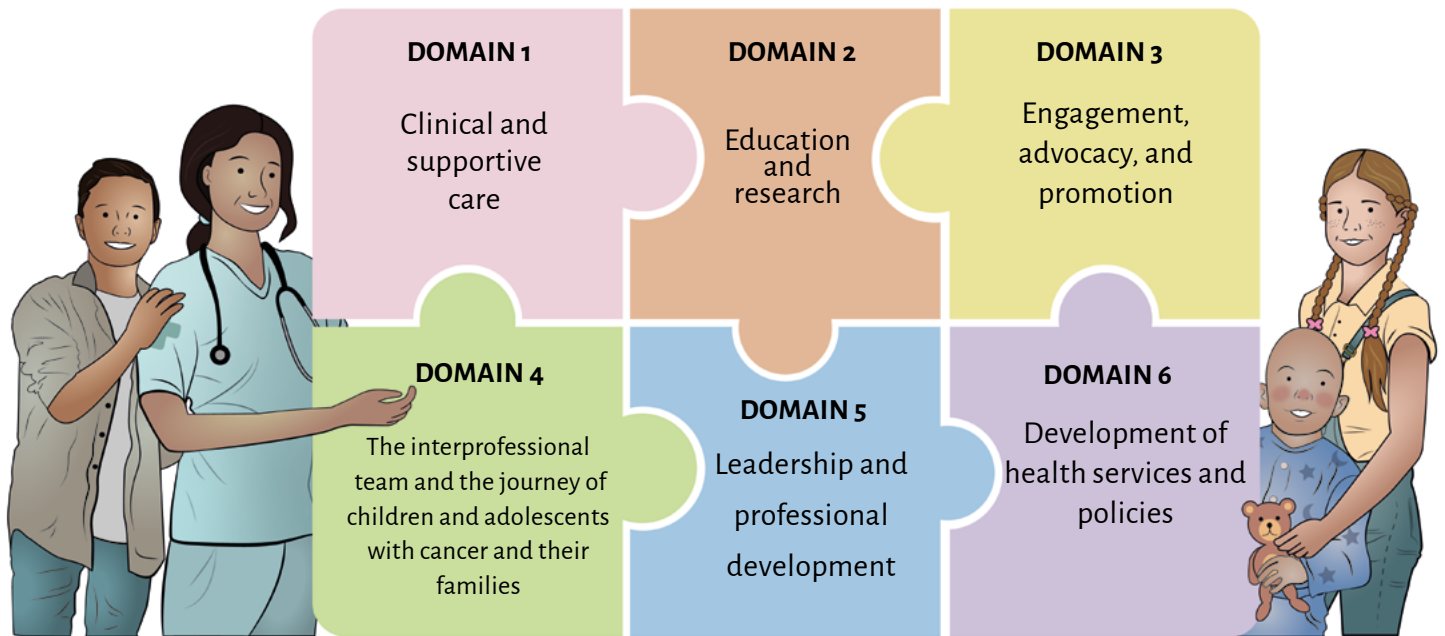 DOMAIN 1
Clinical and
supportive
care
DOMAIN 2
Education
and
research
DOMAIN 3
Engagement,
advocacy, and
promotion
DOMAIN 4
The interprofessional
team and the journey of
children and adolescents
with cancer and their
families
DOMAIN 5
Leadership and
professional
development
DOMAIN 6
Development of
health services and
policies